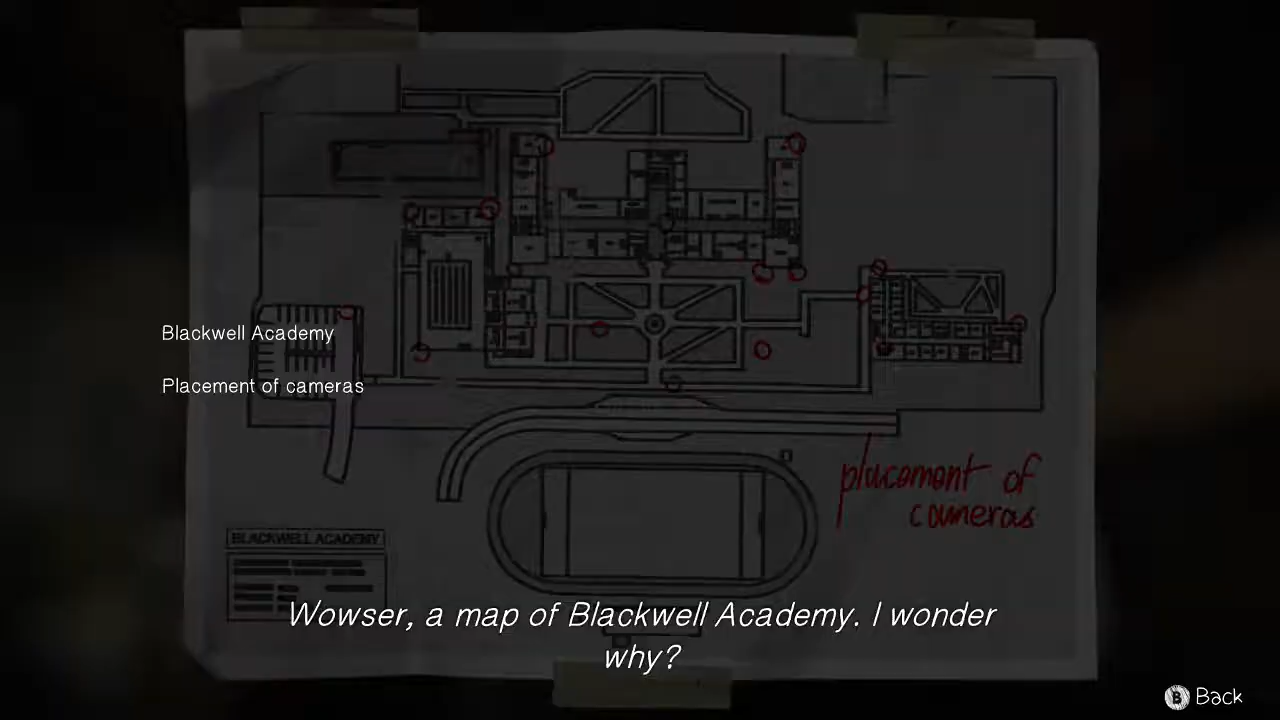 Blackwell Academy
Placement of cameras
placement of
cameras
BLACKWELL ACADEMY
Wowser, a map of Blackwell Academy. I wonder
why?
B Back